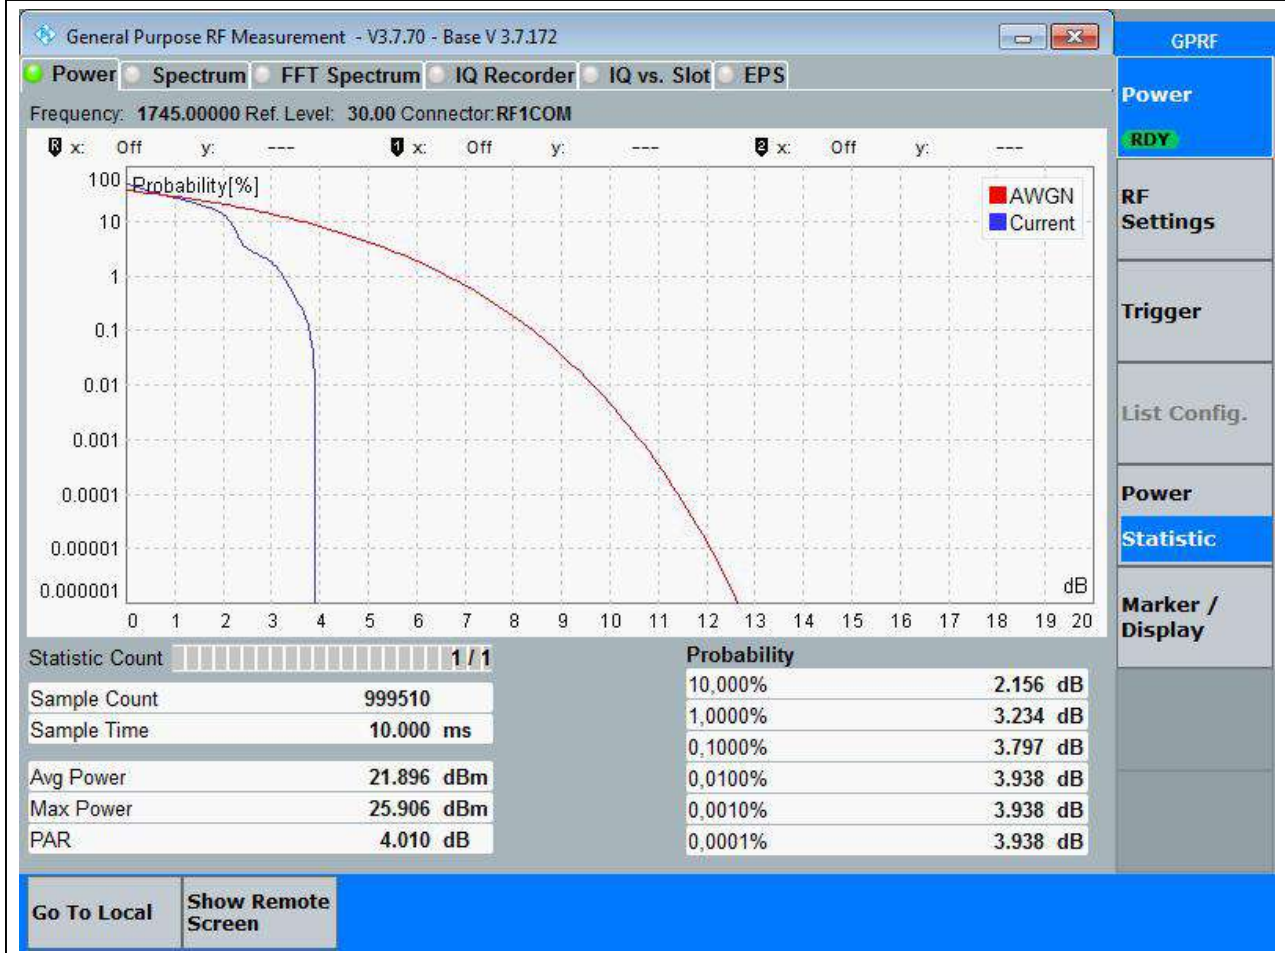 General Purpose RF Measurement - V3.7.70 - Base V 3.7.172
GPRF
Power Spectrum FFT Spectrum IQ Recorder IQ vs. Slot EPS
Frequency: 1745.00000 Ref. Level: 30.00 Connector:RF1COM
R x: Off y: --- 1 x: Off y: --- 2 x: Off y: ---
Probability[%]
AWGN
Current
100
10
1
0.1
0.01
0.001
0.0001
0.00001
0.000001
dB
0 1 2 3 4 5 6 7 8 9 10 11 12 13 14 15 16 17 18 19 20
Statistic Count 1 / 1
Sample Count 999510
Sample Time 10.000 ms
Avg Power 21.896 dBm
Max Power 25.906 dBm
PAR 4.010 dB
Probability
10,000% 2.156 dB
1,0000% 3.234 dB
0,1000% 3.797 dB
0,0100% 3.938 dB
0,0010% 3.938 dB
0,0001% 3.938 dB
Power
RDY
RF
Settings
Trigger
List Config.
Power
Statistic
Marker /
Display
Go To Local
Show Remote
Screen